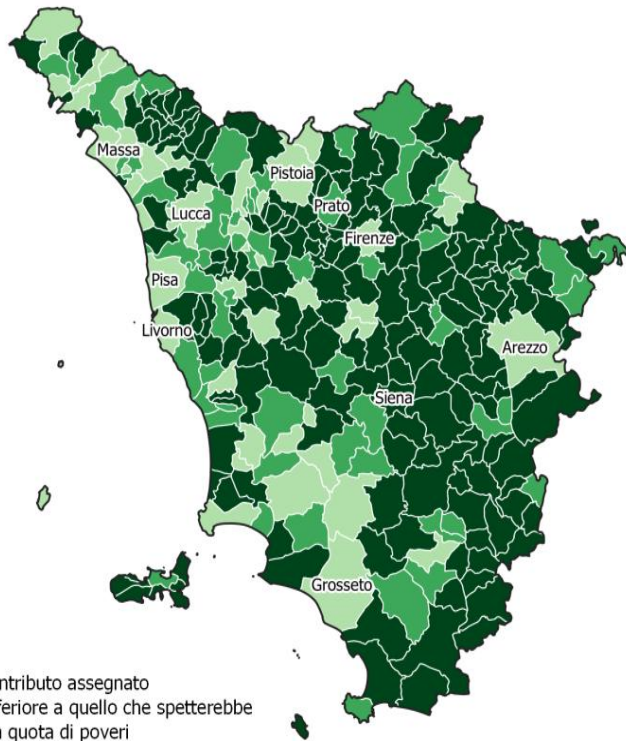 Massa
Pistoia
Prato
Lucca
Firenze
Pisa
Livorno
Arezzo
Siena
Grosseto
ntributo assegnato
feriore a quello che spetterebbe
quota di poveri